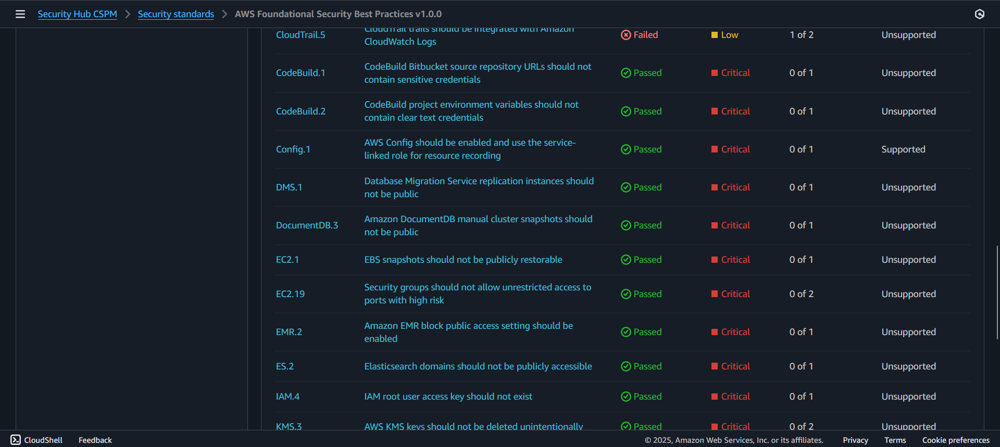 Security Hub CSPM > Security standards > AWS Foundational Security Best Practices v1.0.0
CloudTrail.5 CloudTrail trails should be integrated with Amazon Failed Low 1 of 2 Unsupported
CloudWatch Logs
CodeBuild.1 CodeBuild Bitbucket source repository URLs should not Passed Critical 0 of 1 Unsupported
contain sensitive credentials
CodeBuild.2 CodeBuild project environment variables should not Passed Critical 0 of 1 Unsupported
contain clear text credentials
Config.1 AWS Config should be enabled and use the service- Passed Critical 0 of 1 Supported
linked role for resource recording
DMS.1 Database Migration Service replication instances should Passed Critical 0 of 1 Unsupported
not be public
DocumentDB.3 Amazon DocumentDB manual cluster snapshots should Passed Critical 0 of 1 Unsupported
not be public
EC2.1 EBS snapshots should not be publicly restorable Passed Critical 0 of 1 Unsupported
EC2.19 Security groups should not allow unrestricted access to Passed Critical 0 of 2 Unsupported
ports with high risk
EMR.2 Amazon EMR block public access setting should be Passed Critical 0 of 1 Unsupported
enabled
ES.2 Elasticsearch domains should not be publicly accessible Passed Critical 0 of 1 Unsupported
IAM.4 IAM root user access key should not exist Passed Critical 0 of 1 Unsupported
KMS.3 AWS KMS keys should not be deleted unintentionally Passed Critical 0 of 2 Unsupported
CloudShell Feedback © 2025, Amazon Web Services, Inc. or its affiliates. Privacy Terms Cookie preferences